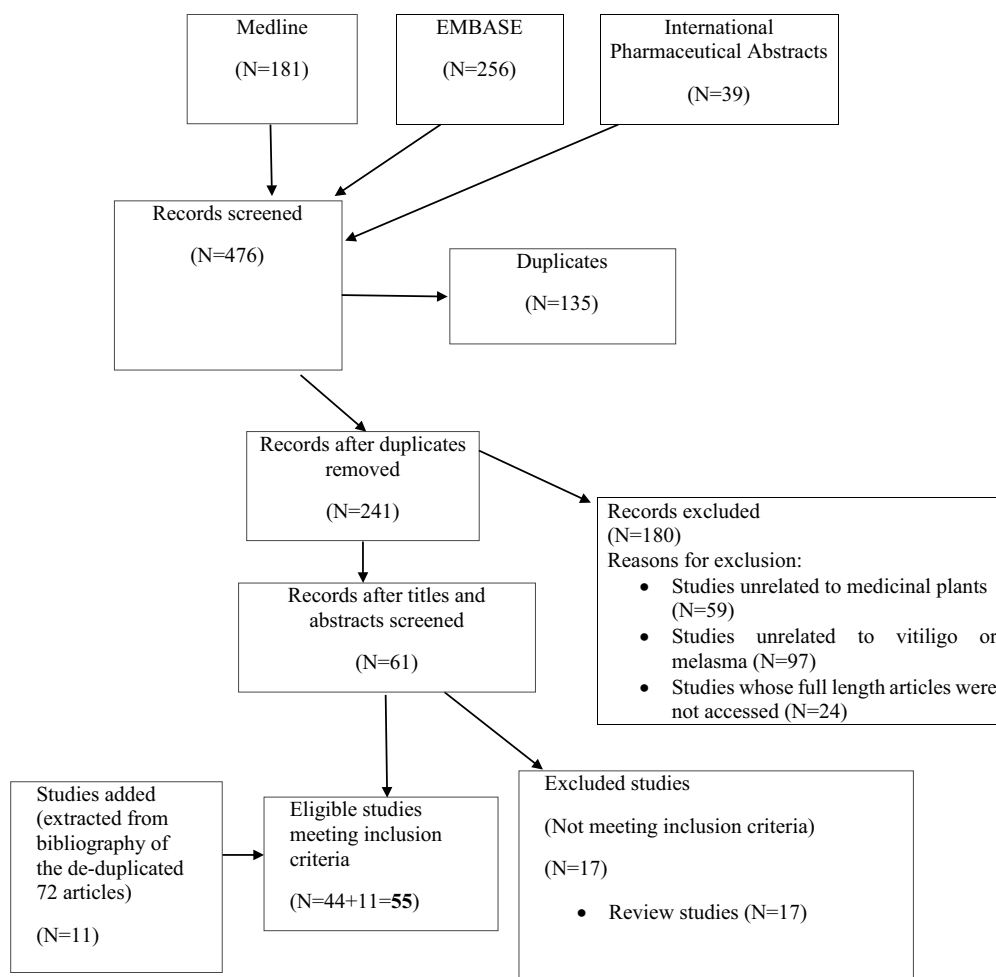 Medline
(N=181)
EMBASE
(N=256)
International
Pharmaceutical Abstracts
(N=39)
Records screened
(N=476)
Duplicates
(N=135)
Records after duplicates
removed
(N=241)
Records excluded
(N=180)
Reasons for exclusion:
• Studies unrelated to medicinal plants
(N=59)
• Studies unrelated to vitiligo or
melasma (N=97)
• Studies whose full length articles were
not accessed (N=24)
Records after titles and
abstracts screened
(N=61)
Studies added
(extracted from
bibliography of
the de-duplicated
72 articles)
(N=11)
Eligible studies
meeting inclusion
criteria
(N=44+11=55)
Excluded studies
(Not meeting inclusion criteria)
(N=17)
• Review studies (N=17)